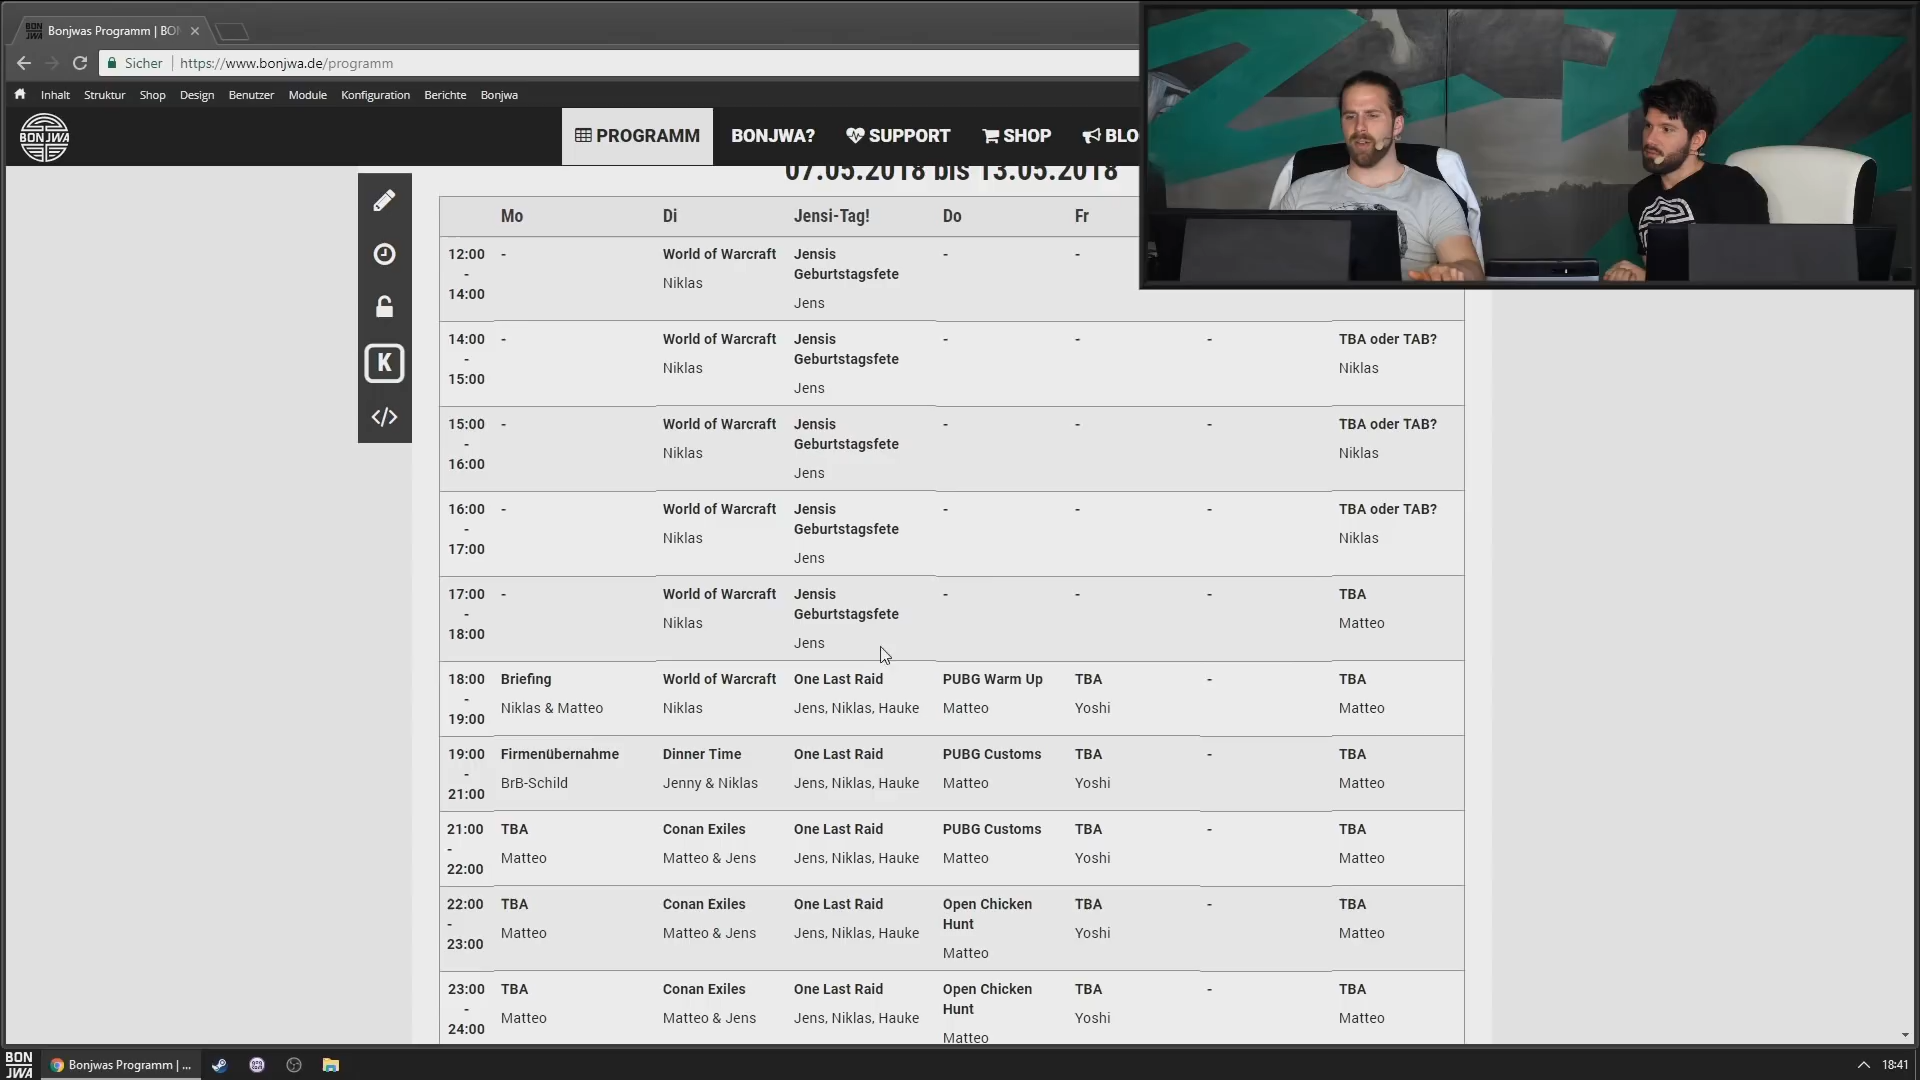 Bonjwas Programm | BO
Sicher
https://www.bonjwa.de/programm
Inhalt Struktur Shop Design Benutzer Module Konfiguration Berichte Bonjwa
BONJWA
PROGRAMM BONJWA? SUPPORT SHOP BLO
07.05.2018 bis 13.05.2018
Mo Di Jensi-Tag! Do Fr
12:00 - World of Warcraft Jensis - -
- Niklas Geburtstagsfete
14:00 Jens
14:00 - World of Warcraft Jensis - - - TBA oder TAB?
- Niklas Geburtstagsfete Niklas
15:00 Jens
15:00 - World of Warcraft Jensis - - - TBA oder TAB?
- Niklas Geburtstagsfete Niklas
16:00 Jens
16:00 - World of Warcraft Jensis - - - TBA oder TAB?
- Niklas Geburtstagsfete Niklas
17:00 Jens
17:00 - World of Warcraft Jensis - - - TBA
- Niklas Geburtstagsfete Matteo
18:00 Jens
18:00 Briefing World of Warcraft One Last Raid PUBG Warm Up TBA - TBA
- Niklas & Matteo Niklas Jens, Niklas, Hauke Matteo Yoshi Matteo
19:00
19:00 Firmenübernahme Dinner Time One Last Raid PUBG Customs TBA - TBA
- BrB-Schild Jenny & Niklas Jens, Niklas, Hauke Matteo Yoshi Matteo
21:00
21:00 TBA Conan Exiles One Last Raid PUBG Customs TBA - TBA
- Matteo Matteo & Jens Jens, Niklas, Hauke Matteo Yoshi Matteo
22:00
22:00 TBA Conan Exiles One Last Raid Open Chicken TBA - TBA
- Matteo Matteo & Jens Jens, Niklas, Hauke Hunt Yoshi Matteo
23:00 Matteo
23:00 TBA Conan Exiles One Last Raid Open Chicken TBA - TBA
- Matteo Matteo & Jens Jens, Niklas, Hauke Hunt Yoshi Matteo
24:00 Matteo
K
BON
JWA
Bonjwas Programm | ...
18:41